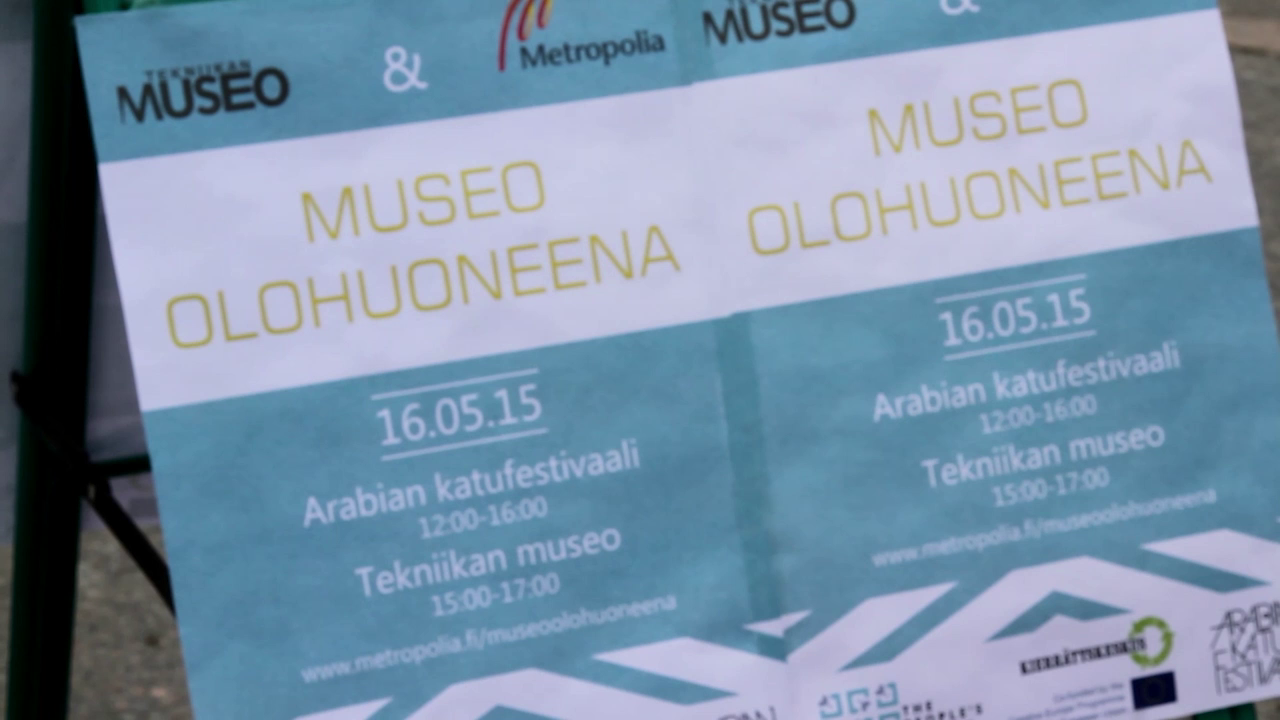 TEKNIIKAN
MUSEO
&
Metropolia
MUSEO
OLOHUONEENA
16.05.15
Arabian katufestivaali
12:00-16:00
Tekniikan museo
15:00-17:00
www.metropolia.fi/museoolohuoneena
MUSEO
&
MUSEO
OLOHUONEENA
16.05.15
Arabian katufestivaali
12:00-16:00
Tekniikan museo
15:00-17:00
www.metropolia.fi/museoolohuoneena
THE